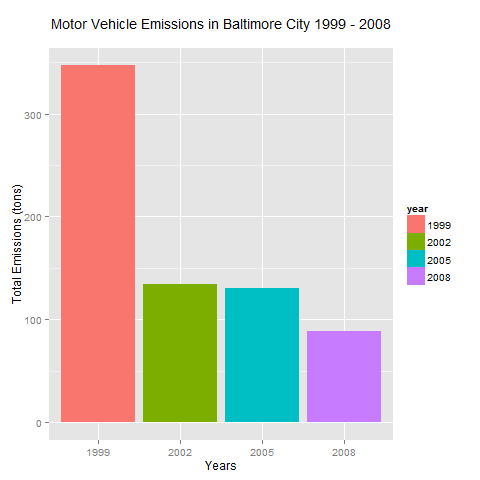 Motor Vehicle Emissions in Baltimore City 1999 - 2008
Total Emissions (tons)
300
200
100
0
1999 2002 2005 2008
Years
year
1999
2002
2005
2008